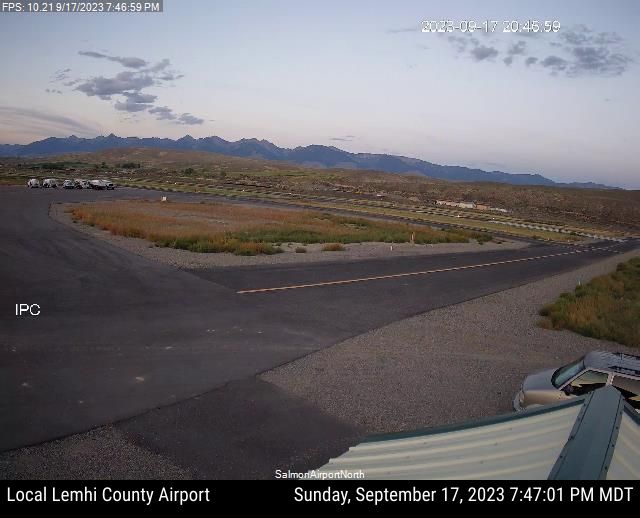 FPS: 10.21 9/17/2023 7:46:59 PM
2023-09-17 20:45:59
IPC
SalmonAirportNorth
Local Lemhi County Airport Sunday, September 17, 2023 7:47:01 PM MDT